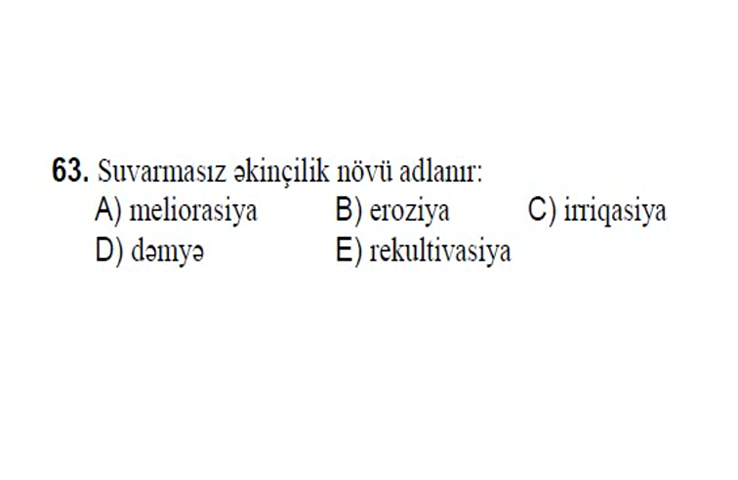 63. Suvarmasız əkinçilik növü adlanır:
A) meliorasiya B) eroziya C) irriqasiya
D) dəmyə E) rekultivasiya